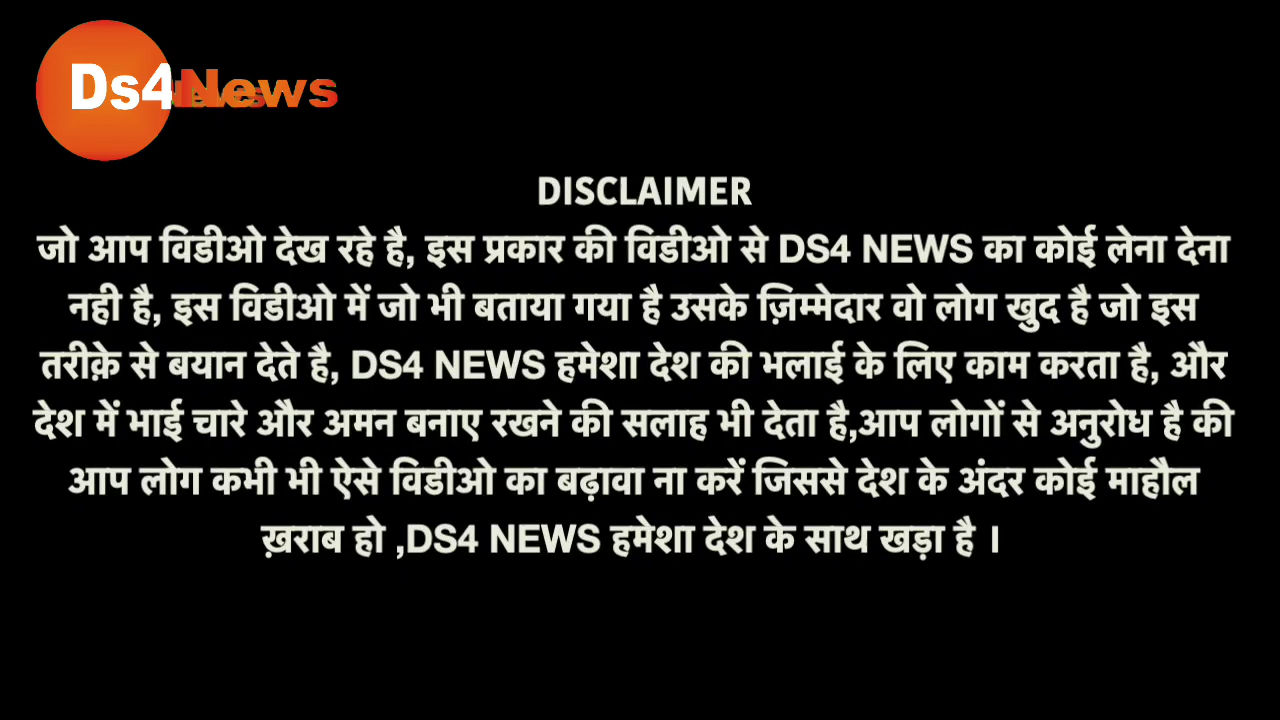 Ds4News
DISCLAIMER
जो आप विडीओ देख रहे है, इस प्रकार की विडीओ से DS4 NEWS का कोई लेना देना
नही है, इस विडीओ में जो भी बताया गया है उसके ज़िम्मेदार वो लोग खुद है जो इस
तरीक़े से बयान देते है, DS4 NEWS हमेशा देश की भलाई के लिए काम करता है, और
देश में भाई चारे और अमन बनाए रखने की सलाह भी देता है,आप लोगों से अनुरोध है की
आप लोग कभी भी ऐसे विडीओ का बढ़ावा ना करें जिससे देश के अंदर कोई माहौल
ख़राब हो ,DS4 NEWS हमेशा देश के साथ खड़ा है ।